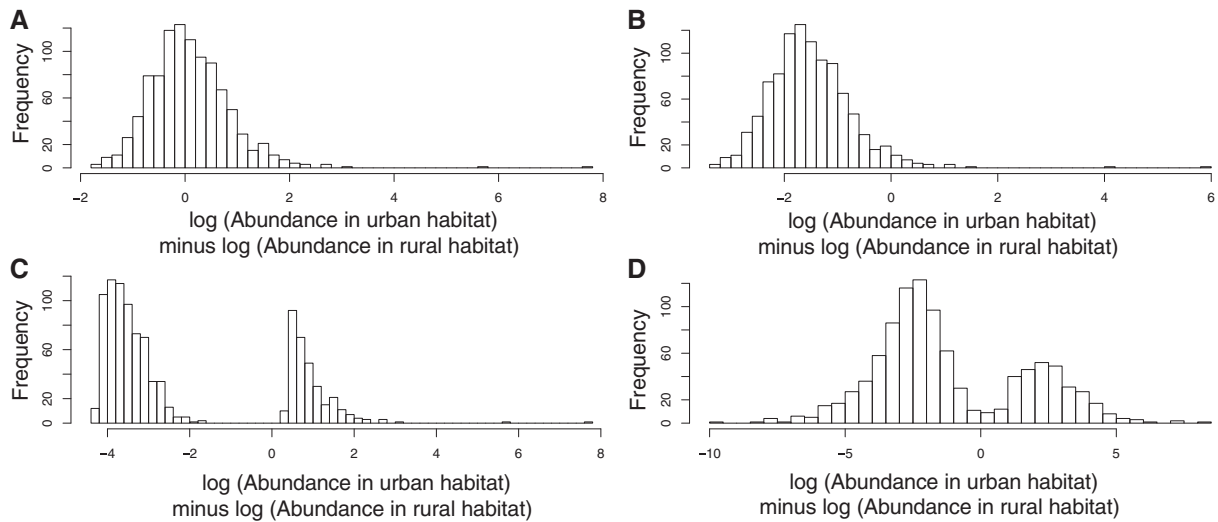 A
Frequency
20
60
100
−2
0
2
4
6
8
log (Abundance in urban habitat)
minus log (Abundance in rural habitat)
B
Frequency
20
60
100
−2
0
2
4
6
log (Abundance in urban habitat)
minus log (Abundance in rural habitat)
C
Frequency
0
20
60
100
−4
−2
0
2
4
6
8
log (Abundance in urban habitat)
minus log (Abundance in rural habitat)
D
Frequency
0
20
60
100
−10
−5
0
5
log (Abundance in urban habitat)
minus log (Abundance in rural habitat)